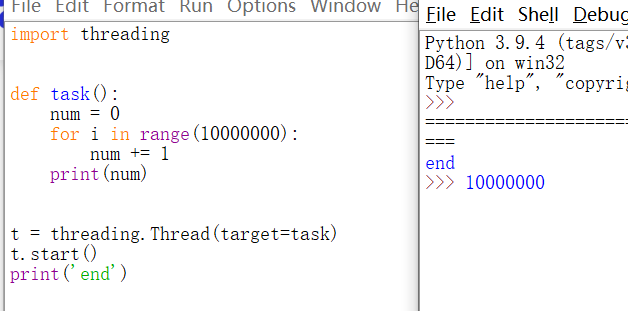 File Edit Format Run Options Window He
import threading
def task():
num = 0
for i in range(10000000):
num += 1
print(num)
t = threading.Thread(target=task)
t.start()
print('end')
File Edit Shell Debug
Python 3.9.4 (tags/v
D64)] on win32
Type "help", "copyri
>>>
=====================
===
end
>>> 10000000